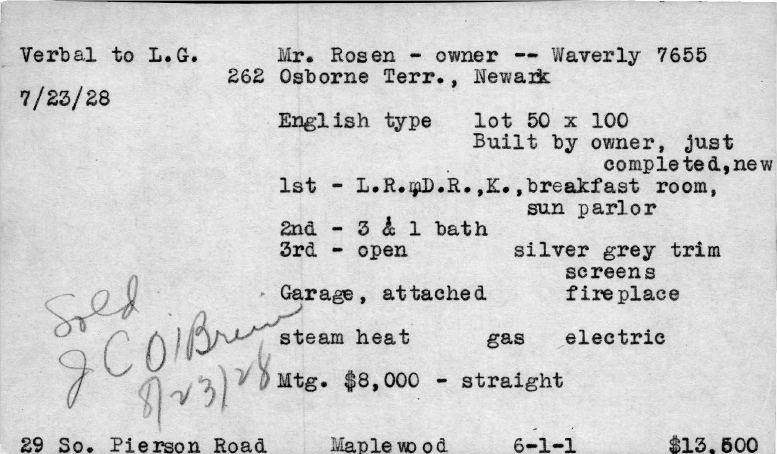 Verbal to L.G. Mr. Rosen - owner -- Waverly 7655
262 Osborne Terr., Newark
7/23/28
English type lot 50 x 100
Built by owner, just
completed,new
1st - L.R.,D.R.,K.,breakfast room,
sun parlor
2nd - 3 & 1 bath
3rd - open silver grey trim
screens
Garage, attached fireplace
Sold
J C O'Brein
8/23/28
steam heat gas electric
Mtg. $8,000 - straight
29 So. Pierson Road Maplewood 6-1-1 $13,500